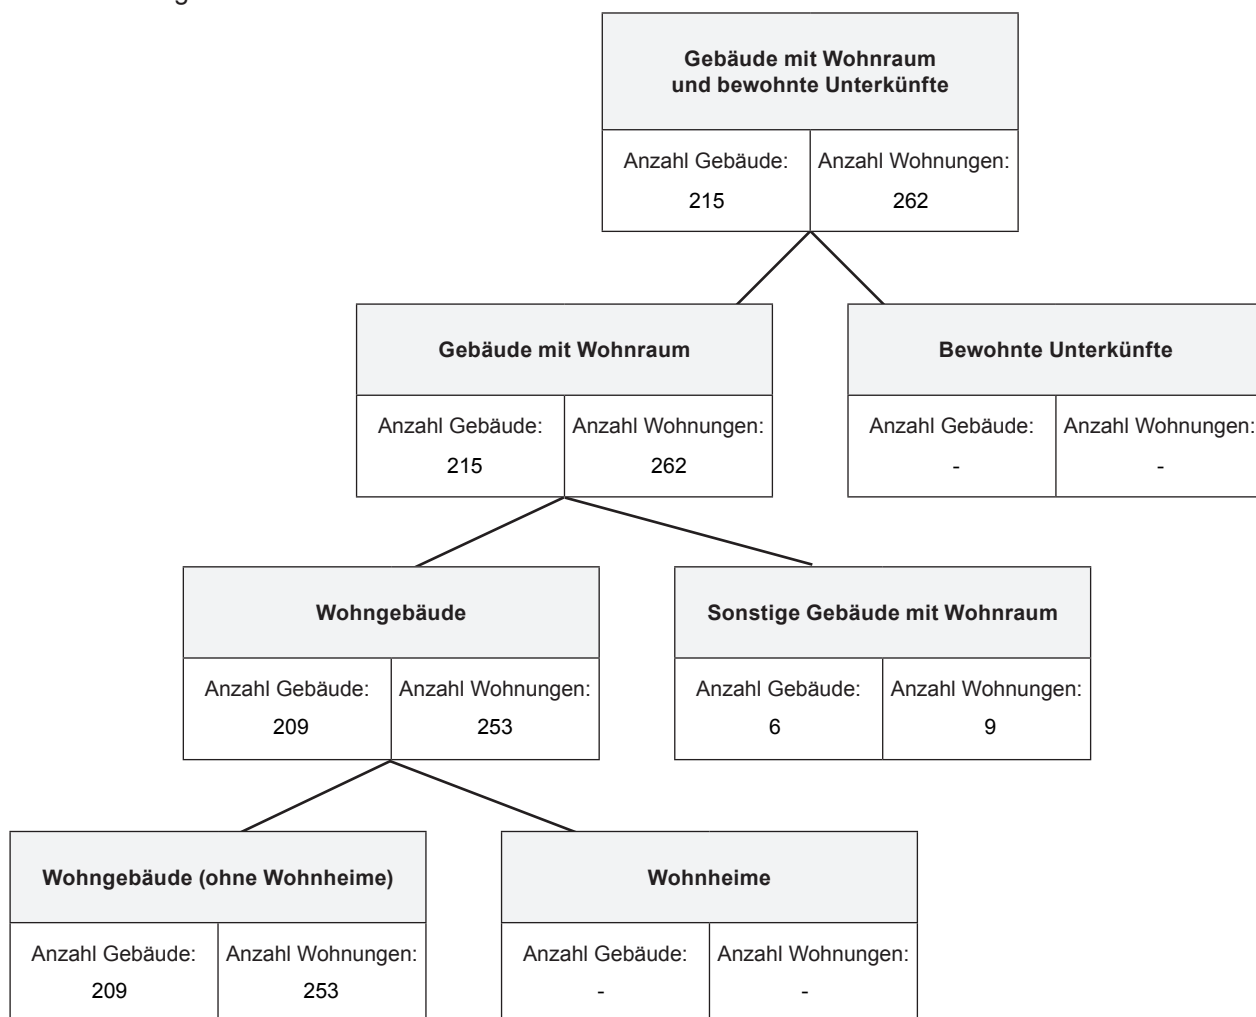 Gebäude mit Wohnraum
und bewohnte Unterkünfte
Anzahl Gebäude: Anzahl Wohnungen:
215 262
Gebäude mit Wohnraum Bewohnte Unterkünfte
Anzahl Gebäude: Anzahl Wohnungen: Anzahl Gebäude: Anzahl Wohnungen:
215 262 - -
Wohngebäude Sonstige Gebäude mit Wohnraum
Anzahl Gebäude: Anzahl Wohnungen: Anzahl Gebäude: Anzahl Wohnungen:
209 253 6 9
Wohngebäude (ohne Wohnheime) Wohnheime
Anzahl Gebäude: Anzahl Wohnungen: Anzahl Gebäude: Anzahl Wohnungen:
209 253 - -